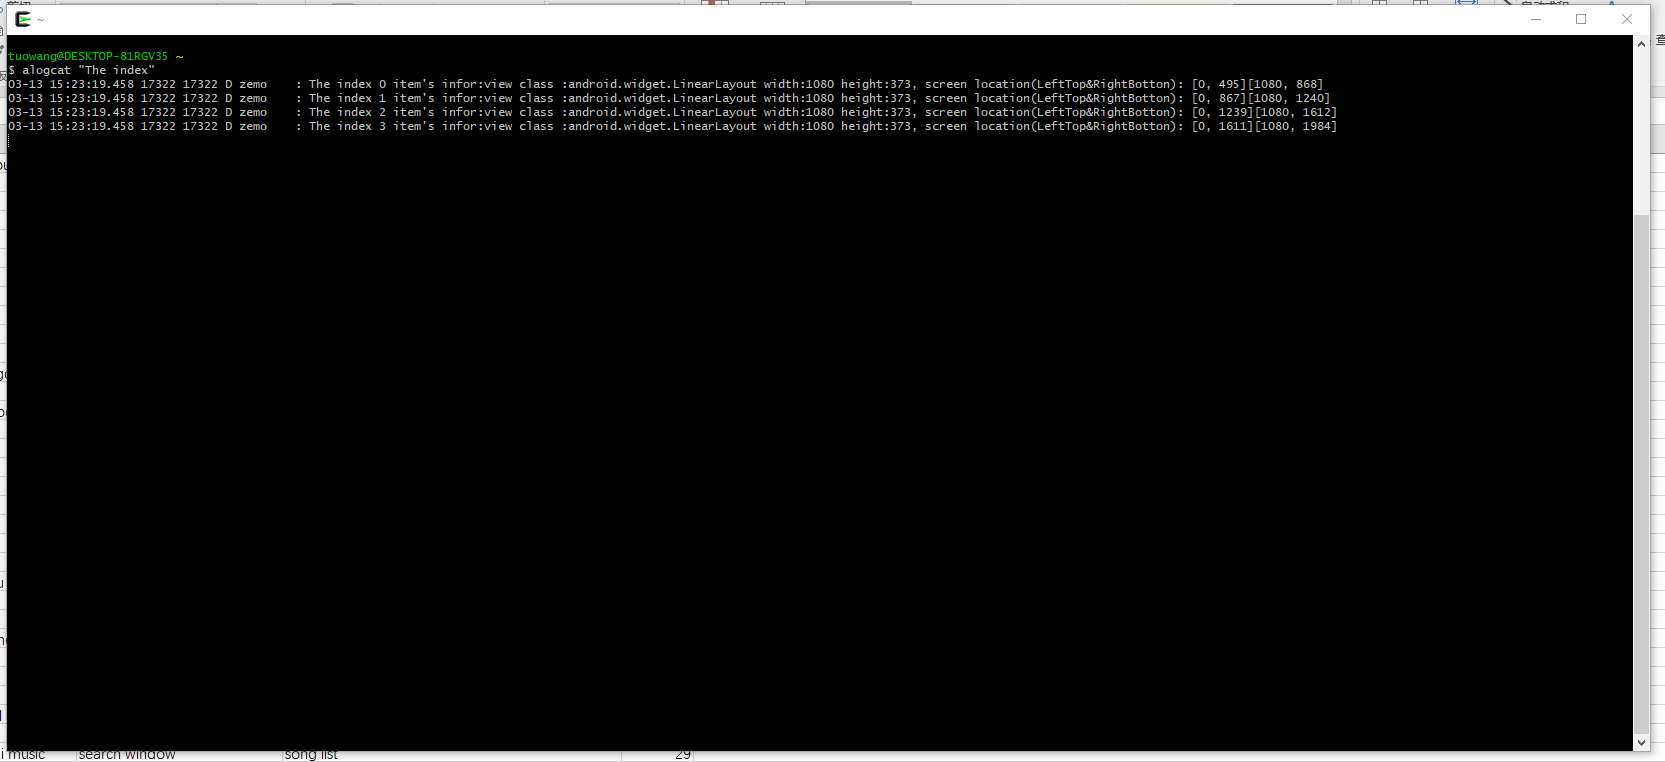 ~
tuowang@DESKTOP-81RGV35 ~
$ alogcat "The index"
03-13 15:23:19.458 17322 17322 D zemo    : The index 0 item's infor:view class :android.widget.LinearLayout width:1080 height:373, screen location(LeftTop&RightBotton): [0, 495][1080, 868]
03-13 15:23:19.458 17322 17322 D zemo    : The index 1 item's infor:view class :android.widget.LinearLayout width:1080 height:373, screen location(LeftTop&RightBotton): [0, 867][1080, 1240]
03-13 15:23:19.458 17322 17322 D zemo    : The index 2 item's infor:view class :android.widget.LinearLayout width:1080 height:373, screen location(LeftTop&RightBotton): [0, 1239][1080, 1612]
03-13 15:23:19.458 17322 17322 D zemo    : The index 3 item's infor:view class :android.widget.LinearLayout width:1080 height:373, screen location(LeftTop&RightBotton): [0, 1611][1080, 1984]
i music search window song list 29